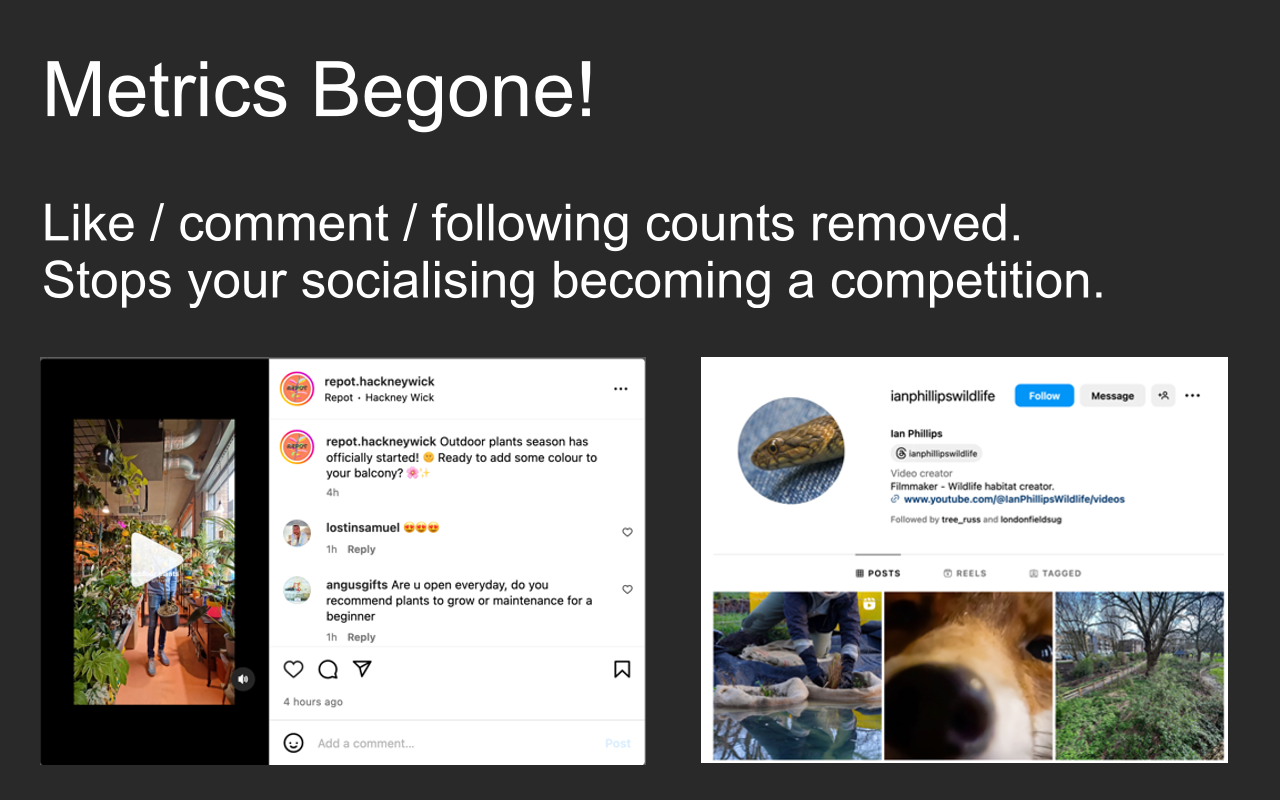 Metrics Begone!
Like / comment / following counts removed.
Stops your socialising becoming a competition.
repot.hackneywick
Repot • Hackney Wick
repot.hackneywick Outdoor plants season has
officially started! 🌞 Ready to add some colour to
your balcony? 🌸✨
4h
lostinsamuel 😍😍😍
1h Reply
angusgifts Are u open everyday, do you
recommend plants to grow or maintenance for a
beginner
1h Reply
4 hours ago
Add a comment...
Post
ianphillipswildlife
Follow
Message
Ian Phillips
ianphillipswildlife
Video creator
Filmmaker - Wildlife habitat creator.
www.youtube.com/@IanPhillipsWildlife/videos
Followed by tree_russ and londonfieldsug
POSTS
REELS
TAGGED